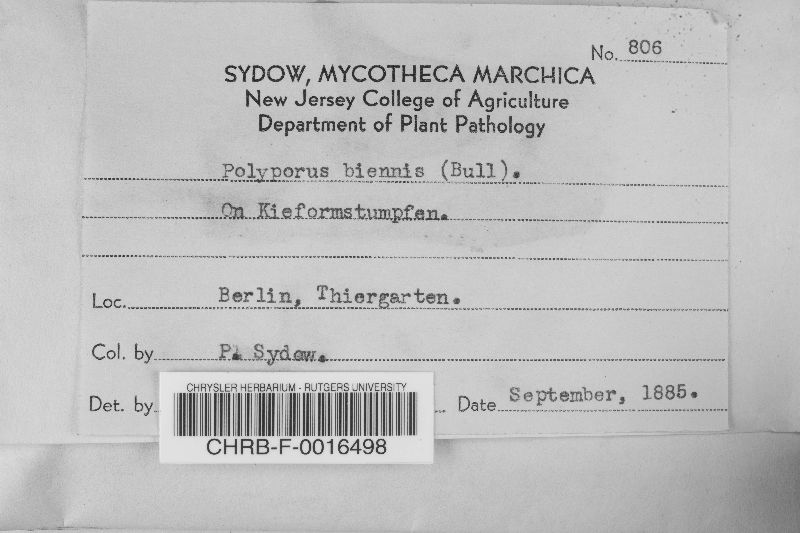 No. 806
SYDOW, MYCOTHECA MARCHICA
New Jersey College of Agriculture
Department of Plant Pathology
Polyporus biennis (Bull).
On Kieformstumpfen.
Loc. Berlin, Thiergarten.
Col. by P. Sydow.
Det. by Date September, 1885.
CHRYSLER HERBARIUM - RUTGERS UNIVERSITY
CHRB-F-0016498